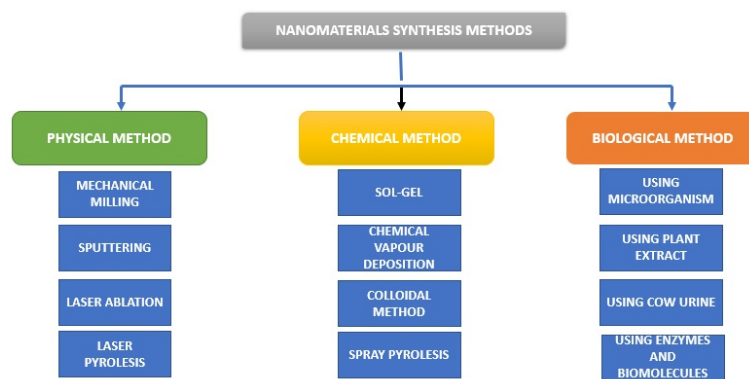 NANOMATERIALS SYNTHESIS METHODS
PHYSICAL METHOD
CHEMICAL METHOD
BIOLOGICAL METHOD
MECHANICAL
MILLING
SPUTTERING
LASER ABLATION
LASER
PYROLESIS
SOL-GEL
CHEMICAL
VAPOUR
DEPOSITION
COLLOIDAL
METHOD
SPRAY PYROLESIS
USING
MICROORGANISM
USING PLANT
EXTRACT
USING COW URINE
USING ENZYMES
AND
BIOMOLECULES